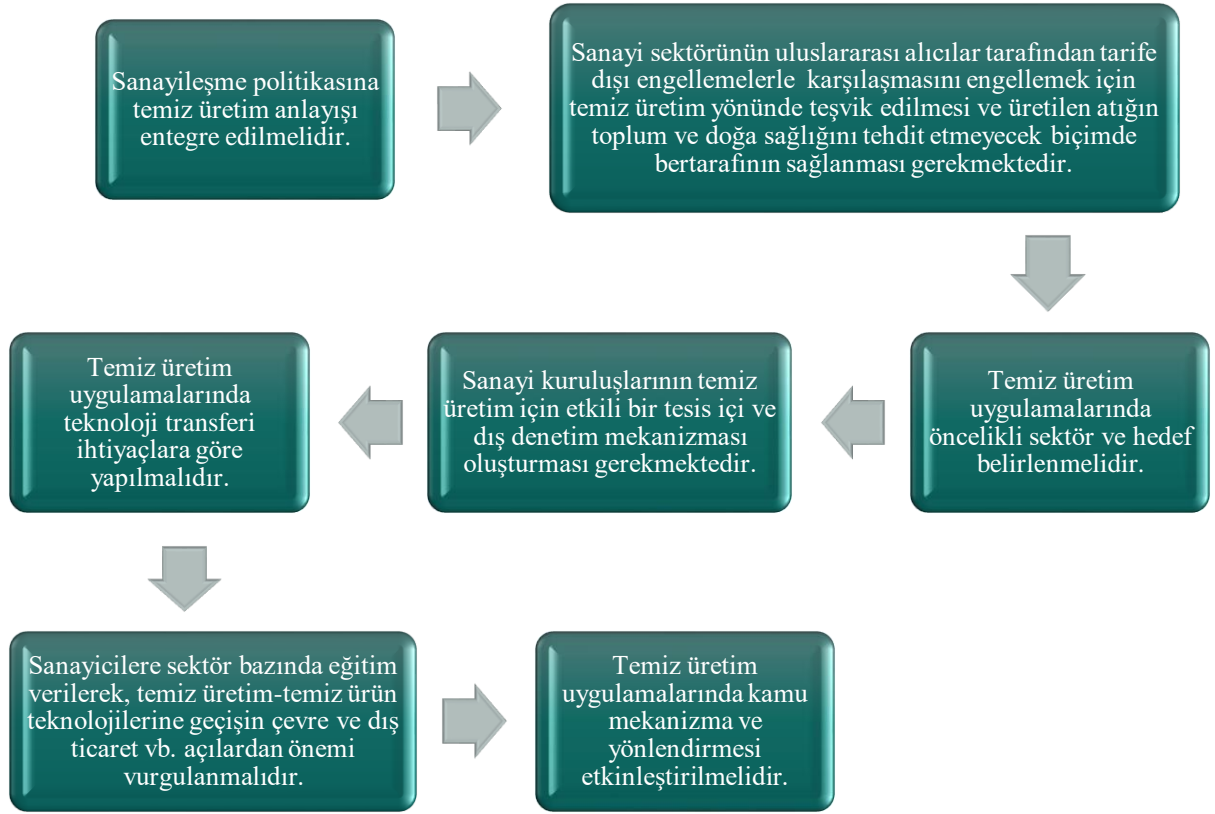 Sanayileşme politikasına
temiz üretim anlayışı
entegre edilmelidir.
Sanayi sektörünün uluslararası alıcılar tarafından tarife
dışı engellemelerle karşılaşmasını engellemek için
temiz üretim yönünde teşvik edilmesi ve üretilen atığın
toplum ve doğa sağlığını tehdit etmeyecek biçimde
bertarafının sağlanması gerekmektedir.
Temiz üretim
uygulamalarında
öncelikli sektör ve hedef
belirlenmelidir.
Sanayi kuruluşlarının temiz
üretim için etkili bir tesis içi ve
dış denetim mekanizması
oluşturması gerekmektedir.
Temiz üretim
uygulamalarında
teknoloji transferi
ihtiyaçlara göre
yapılmalıdır.
Sanayicilere sektör bazında eğitim
verilerek, temiz üretim-temiz ürün
teknolojilerine geçişin çevre ve dış
ticaret vb. açılardan önemi
vurgulanmalıdır.
Temiz üretim
uygulamalarında kamu
mekanizma ve
yönlendirmesi
etkinleştirilmelidir.